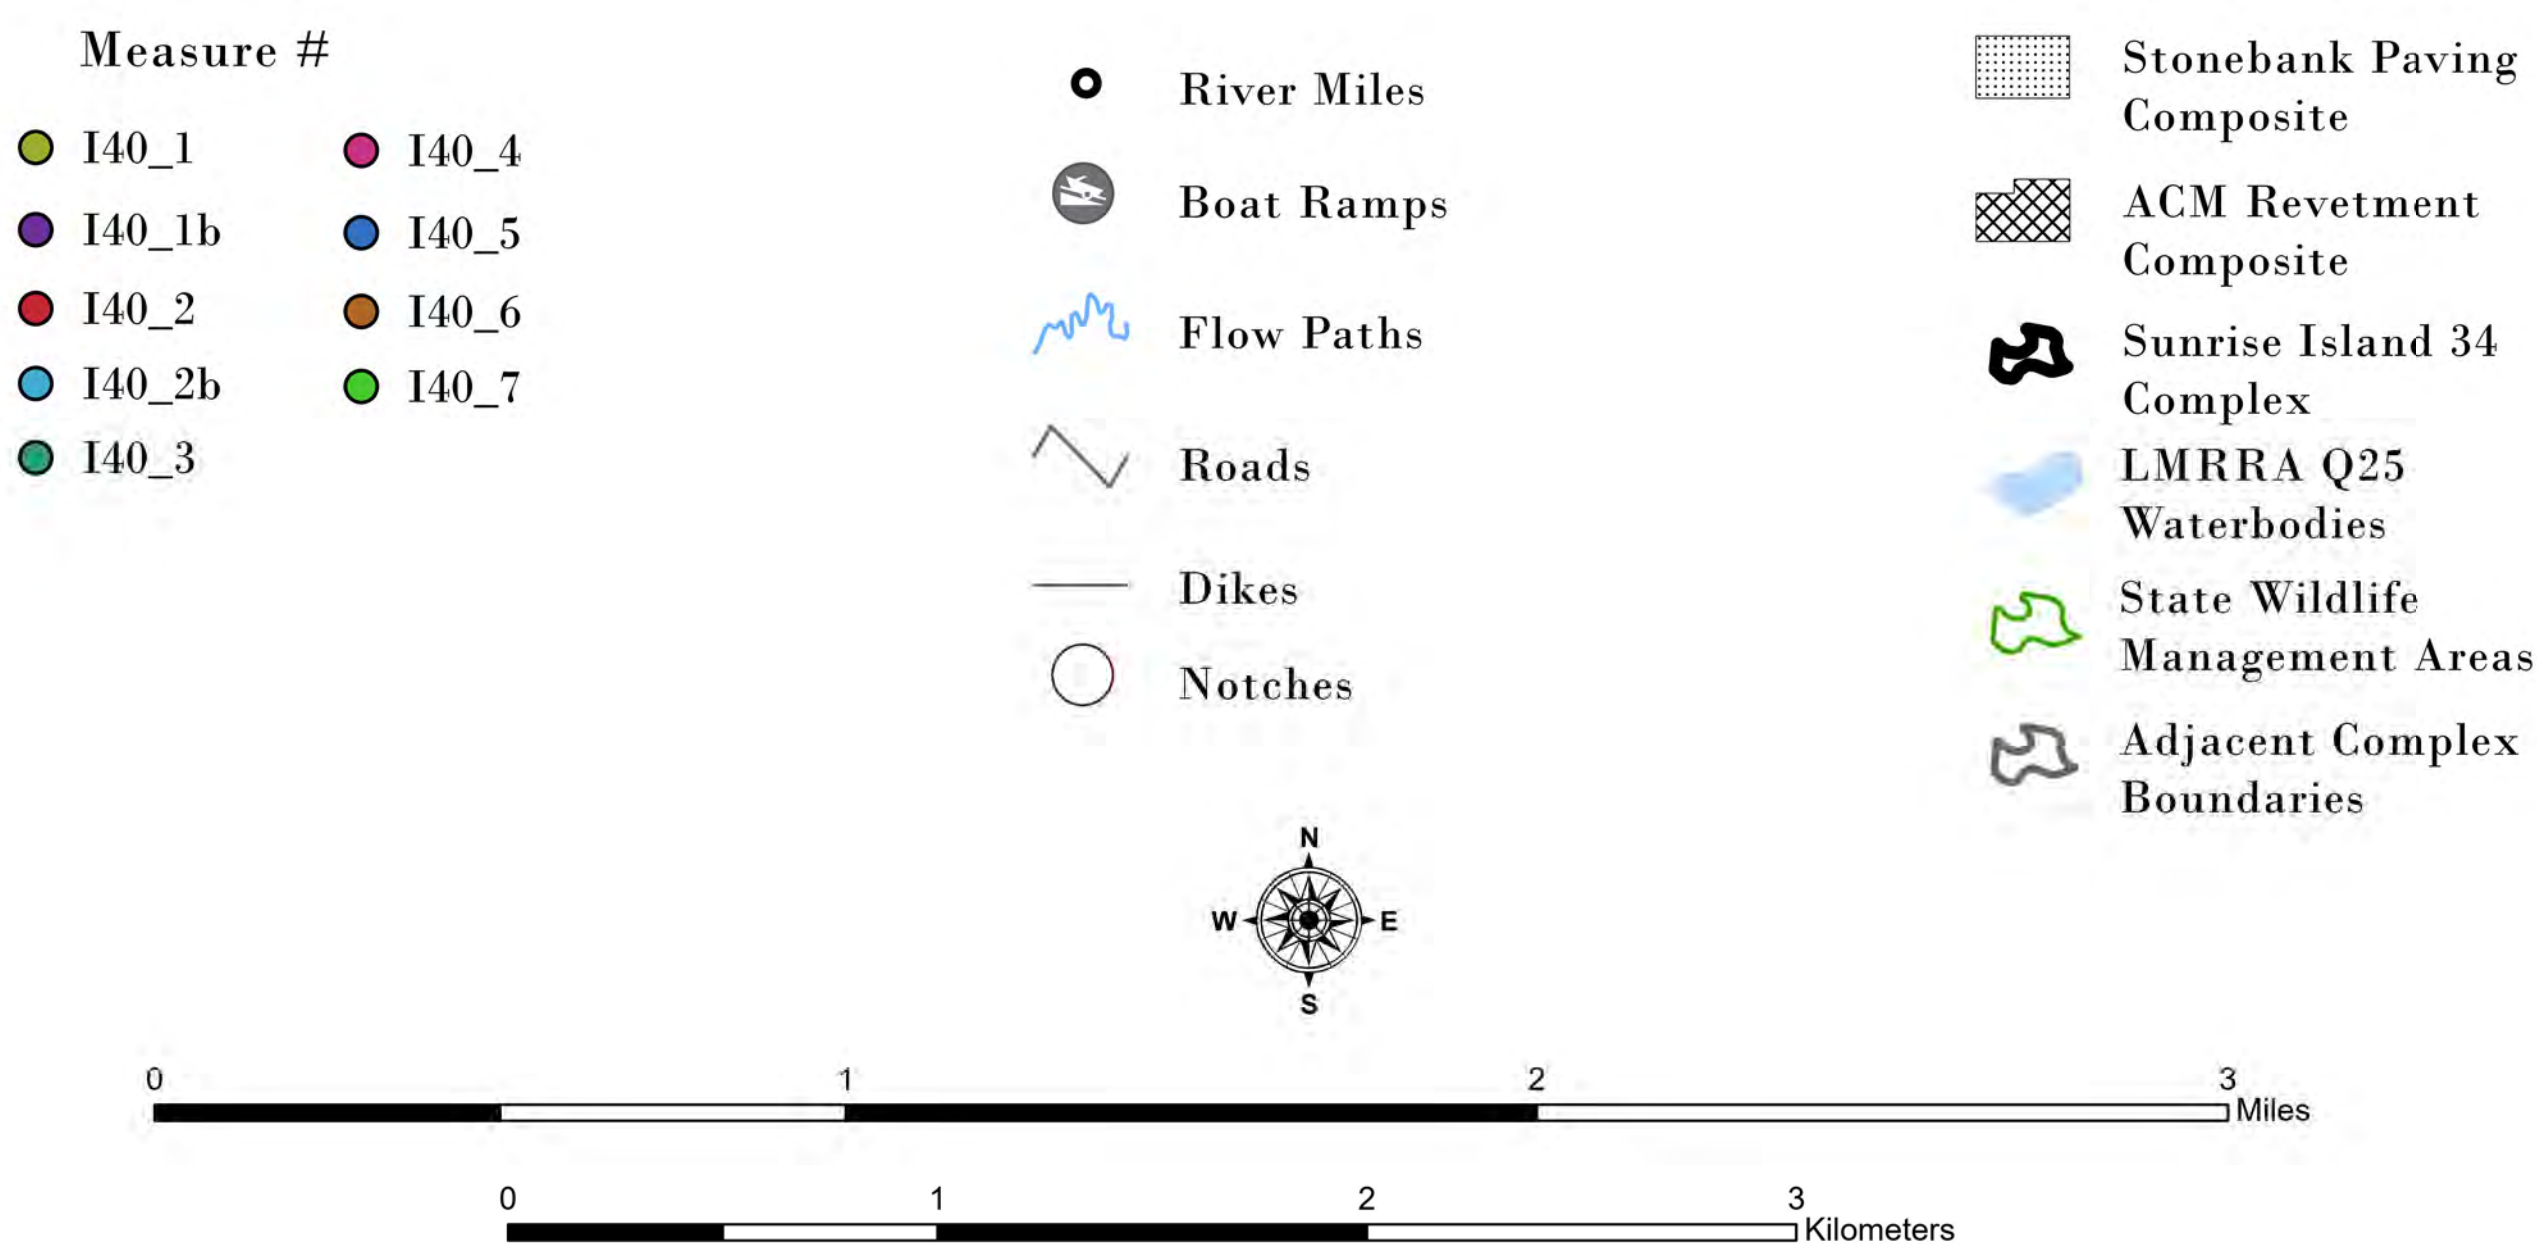 Measure #
I40_1
I40_1b
I40_2
I40_2b
I40_3
I40_4
I40_5
I40_6
I40_7
River Miles
Boat Ramps
Flow Paths
Roads
Dikes
Notches
Stonebank Paving
Composite
ACM Revetment
Composite
Sunrise Island 34
Complex
LMRRA Q25
Waterbodies
State Wildlife
Management Areas
Adjacent Complex
Boundaries
N
W E
S
0 1 2 3
Miles
0 1 2 3
Kilometers